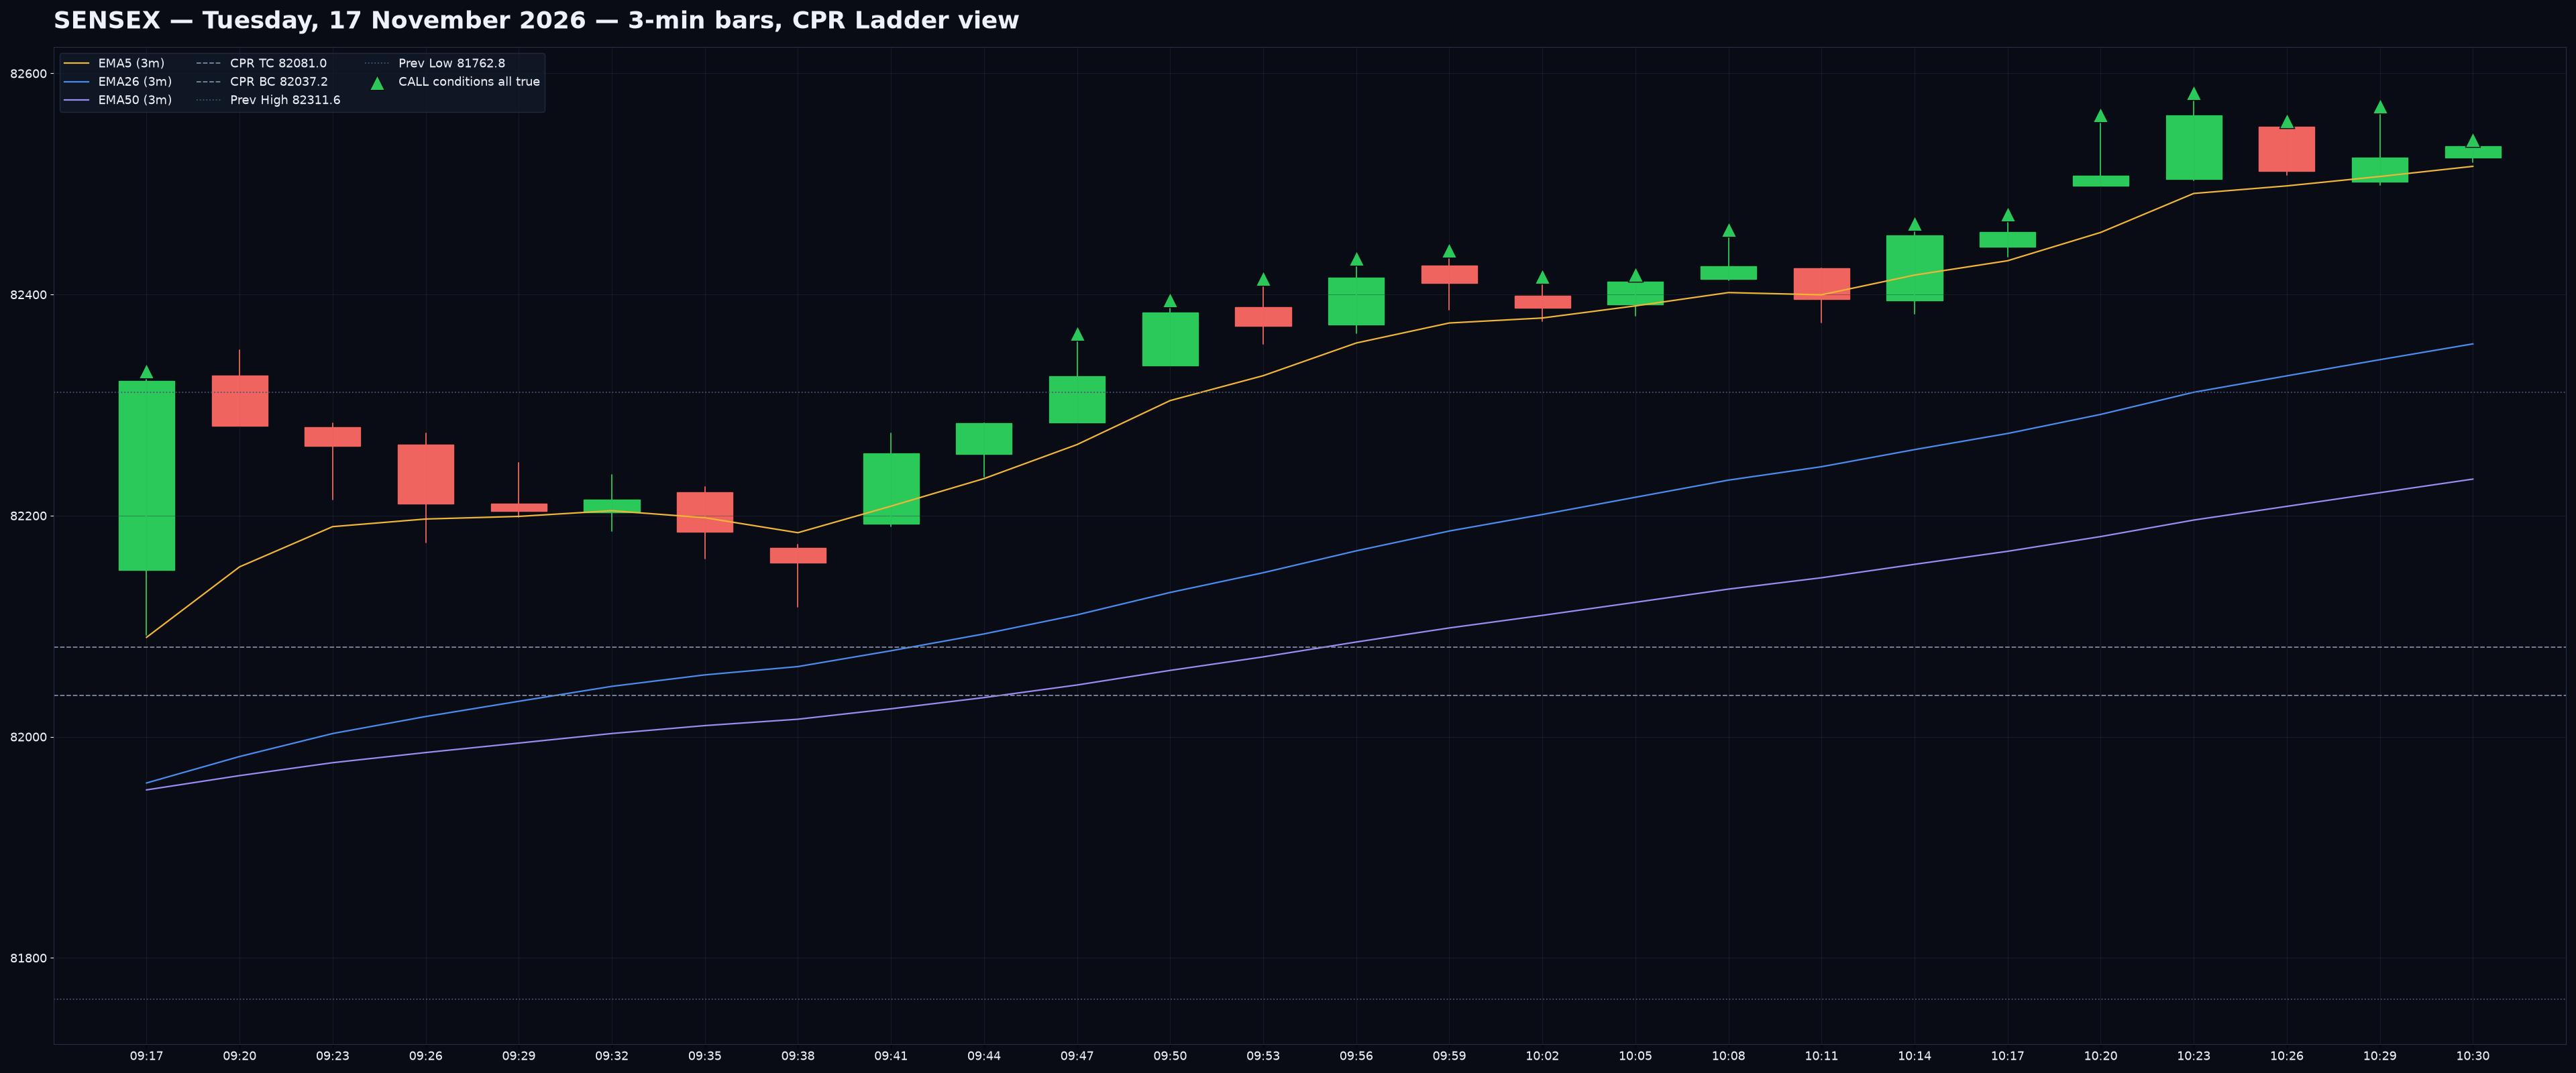 SENSEX — Tuesday, 17 November 2026 — 3-min bars, CPR Ladder view
EMA5 (3m)
EMA26 (3m)
EMA50 (3m)
CPR TC 82081.0
CPR BC 82037.2
Prev High 82311.6
Prev Low 81762.8
CALL conditions all true
82600
82400
82200
82000
81800
09:17 09:20 09:23 09:26 09:29 09:32 09:35 09:38 09:41 09:44 09:47 09:50 09:53 09:56 09:59 10:02 10:05 10:08 10:11 10:14 10:17 10:20 10:23 10:26 10:29 10:30